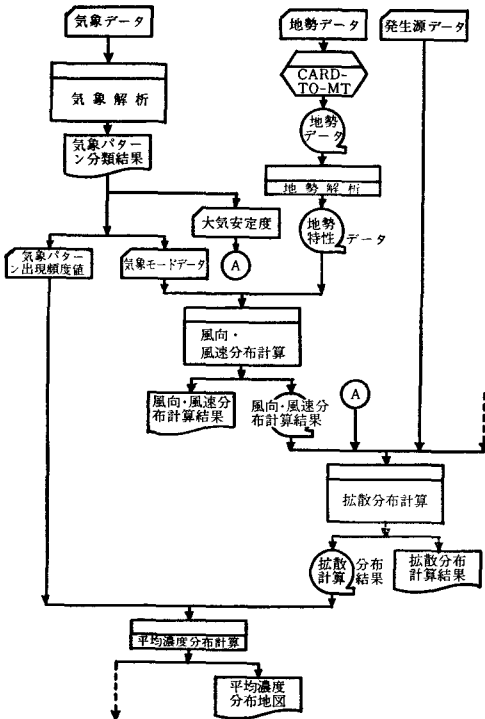 気象データ
地勢データ
発生源データ
気象解析
CARD-
TO-MT
地勢
データ
気象パター
ン分類結果
地勢解析
大気安定度
地勢
特性
データ
A
気象パター
ン出現頻度値
気象モードデータ
風向・
風速分布計算
風向・風速分
布計算結果
風向・風速分
布計算結果
A
拡散分布計算
拡散
計算
分布
結果
拡散分布
計算結果
平均濃度分布計算
平均濃度
分布地図